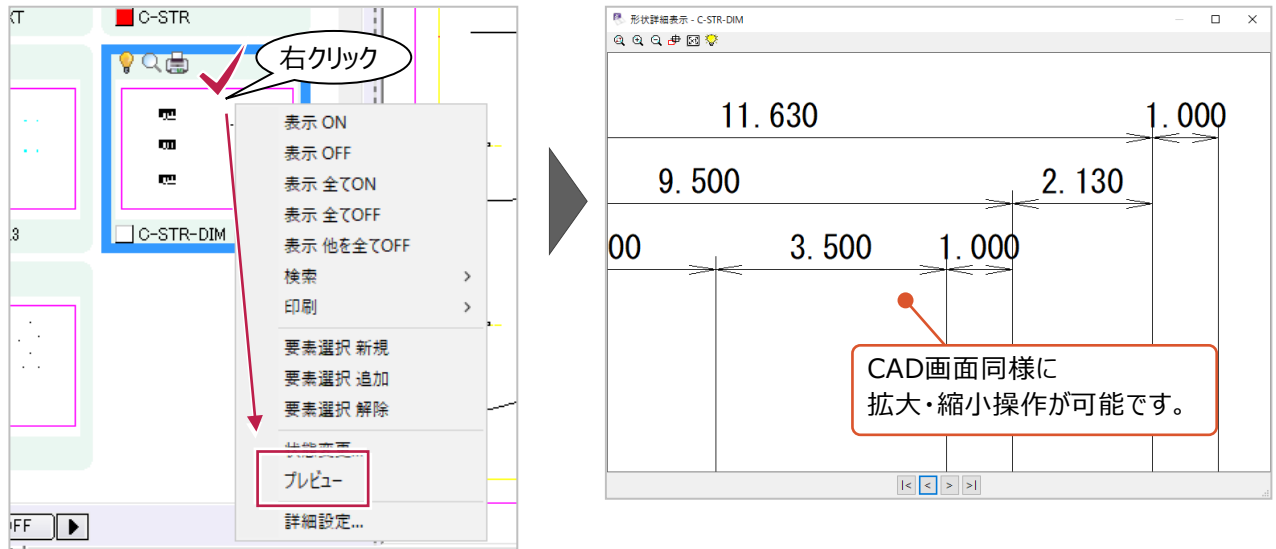 C-STR
右クリック
表示 ON
表示 OFF
表示 全てON
表示 全てOFF
表示 他を全てOFF
検索 >
印刷 >
要素選択 新規
要素選択 追加
要素選択 解除
状態変更...
プレビュー
詳細設定...
C-STR-DIM
形状詳細表示 - C-STR-DIM
11.630
1.000
9.500
2.130
00
3.500
1.000
CAD画面同様に
拡大・縮小操作が可能です。
|< < > >|